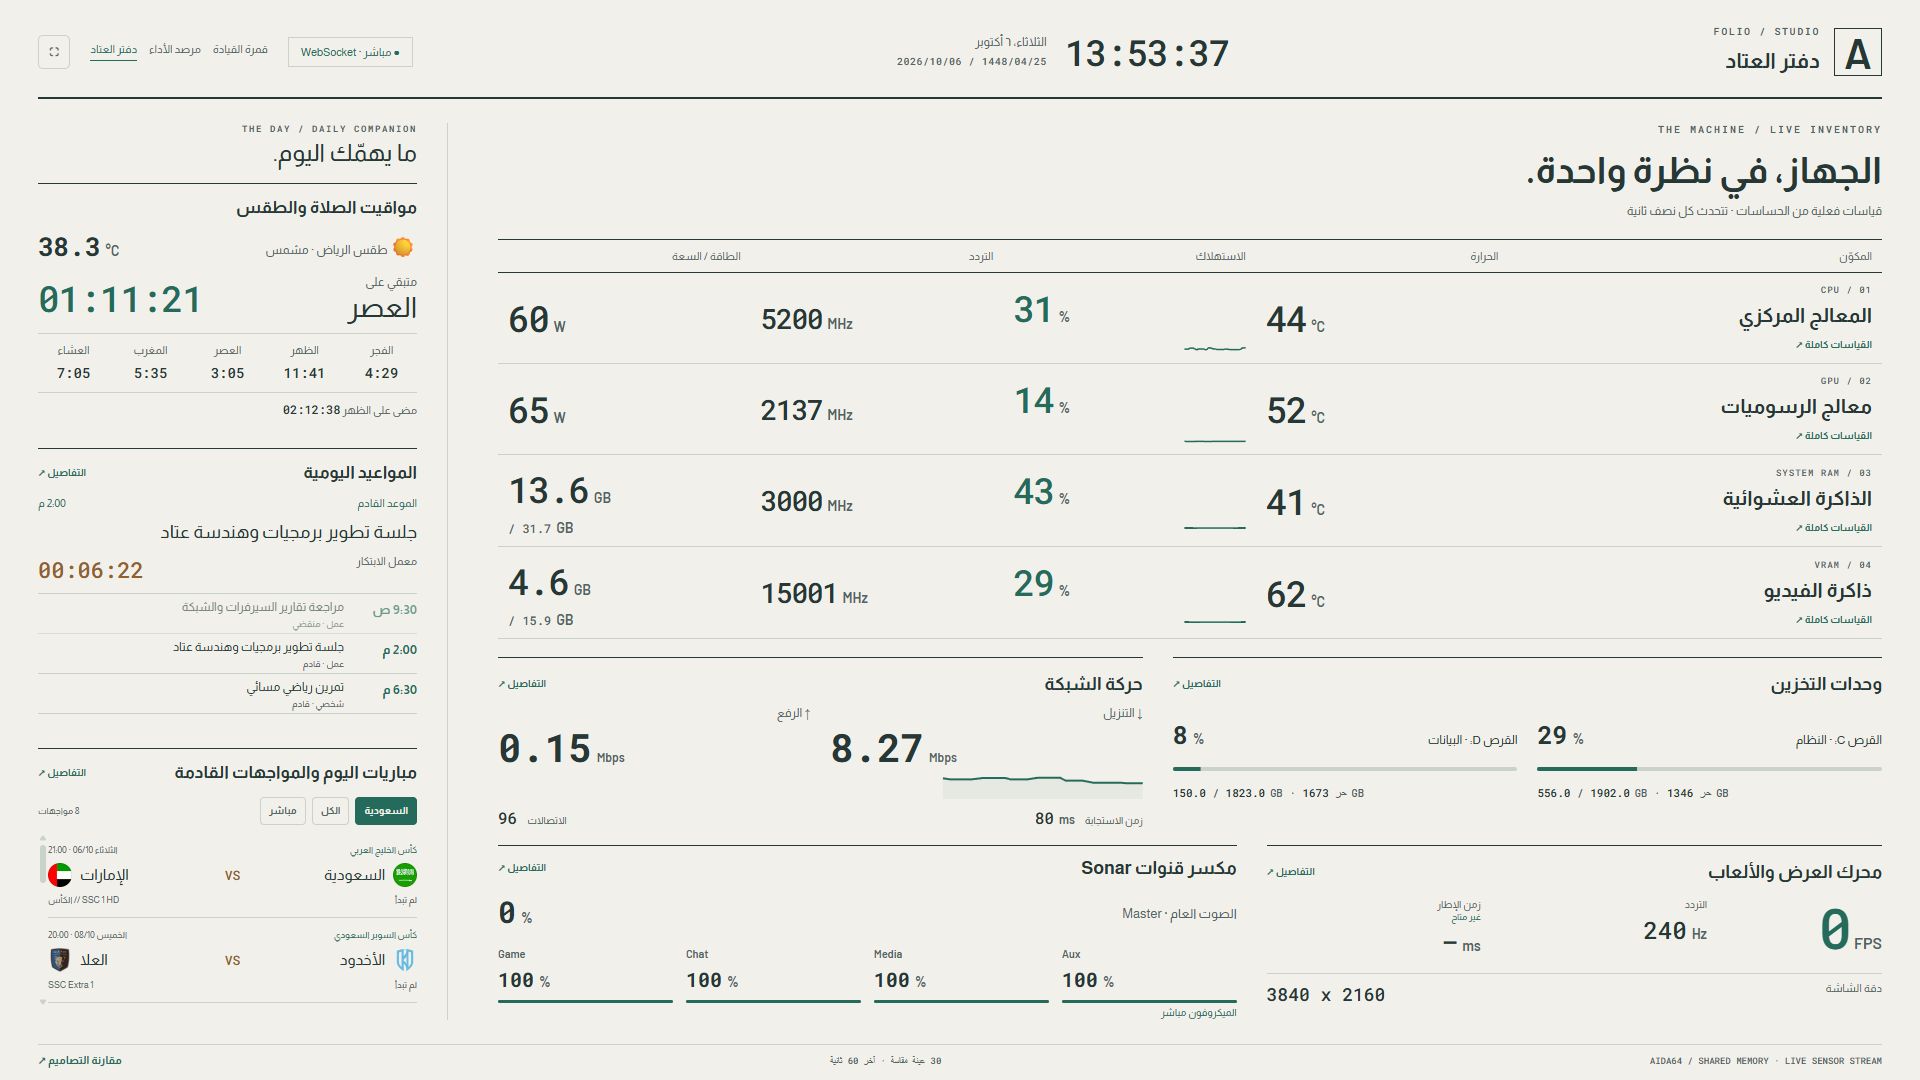 A
FOLIO / STUDIO
دفتر العتاد
13:53:37
الثلاثاء، ٦ أكتوبر
2026/10/06 / 1448/04/25
● مباشر · WebSocket
قمرة القيادة
مرصد الأداء
دفتر العتاد
THE MACHINE / LIVE INVENTORY
الجهاز، في نظرة واحدة.
قياسات فعلية من الحساسات · تتحدث كل نصف ثانية
المكوّن
الحرارة
الاستهلاك
التردد
الطاقة / السعة
CPU / 01
المعالج المركزي
القياسات كاملة ↗
44 °C
31 %
5200 MHz
60 W
GPU / 02
معالج الرسوميات
القياسات كاملة ↗
52 °C
14 %
2137 MHz
65 W
SYSTEM RAM / 03
الذاكرة العشوائية
القياسات كاملة ↗
41 °C
43 %
3000 MHz
13.6 GB
/ 31.7 GB
VRAM / 04
ذاكرة الفيديو
القياسات كاملة ↗
62 °C
29 %
15001 MHz
4.6 GB
/ 15.9 GB
وحدات التخزين
التفاصيل ↗
القرص C: · النظام
29 %
556.0 / 1902.0 GB · 1346 حر GB
القرص D: · البيانات
8 %
150.0 / 1823.0 GB · 1673 حر GB
حركة الشبكة
التفاصيل ↗
↓ التنزيل
8.27 Mbps
↑ الرفع
0.15 Mbps
زمن الاستجابة 80 ms
الاتصالات 96
محرك العرض والألعاب
التفاصيل ↗
0 FPS
التردد
240 Hz
زمن الإطار
غير متاح
— ms
دقة الشاشة
3840 x 2160
مكسر قنوات Sonar
التفاصيل ↗
الصوت العام · Master
0 %
Game
100 %
Chat
100 %
Media
100 %
Aux
100 %
الميكروفون مباشر
THE DAY / DAILY COMPANION
ما يهمّك اليوم.
مواقيت الصلاة والطقس
طقس الرياض · مشمس
38.3 °C
متبقي على
العصر
01:11:21
الفجر
4:29
الظهر
11:41
العصر
3:05
المغرب
5:35
العشاء
7:05
مضى على الظهر 02:12:38
المواعيد اليومية
التفاصيل ↗
الموعد القادم
2:00 م
جلسة تطوير برمجيات وهندسة عتاد
معمل الابتكار
00:06:22
9:30 ص
مراجعة تقارير السيرفرات والشبكة
عمل · منقضي
2:00 م
جلسة تطوير برمجيات وهندسة عتاد
عمل · قادم
6:30 م
تمرين رياضي مسائي
شخصي · قادم
مباريات اليوم والمواجهات القادمة
التفاصيل ↗
السعودية
الكل
مباشر
8 مواجهات
كأس الخليج العربي
الثلاثاء 06/10 · 21:00
السعودية
VS
الإمارات
لم تبدأ
SSC 1 HD // الكأس
كأس السوبر السعودي
الخميس 08/10 · 20:00
الأخدود
VS
العلا
لم تبدأ
SSC Extra 1
AIDA64 / SHARED MEMORY · LIVE SENSOR STREAM
30 عينة مقاسة · آخر 60 ثانية
مقارنة التصاميم ↗